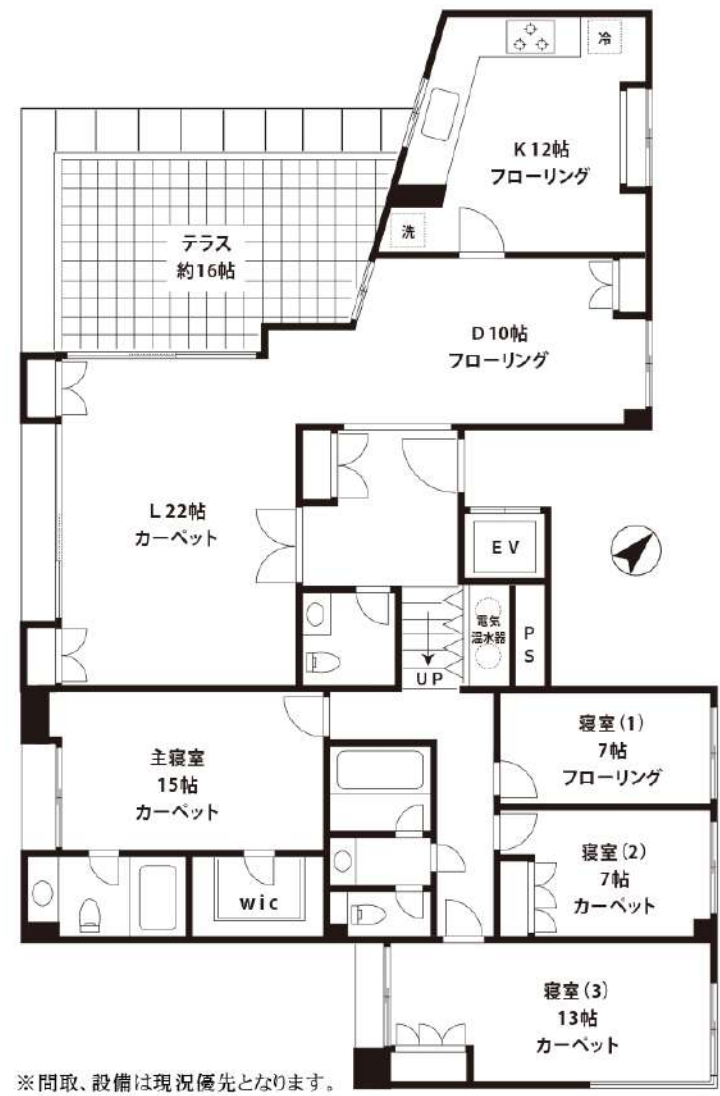 冷
K12帖
フローリング
洗
テラス
約16帖
D10帖
フローリング
L22帖
カーペット
EV
電気
温水器
PS
UP
主寝室
15帖
カーペット
寝室(1)
7帖
フローリング
寝室(2)
7帖
カーペット
wic
寝室(3)
13帖
カーペット
※間取、設備は現況優先となります。